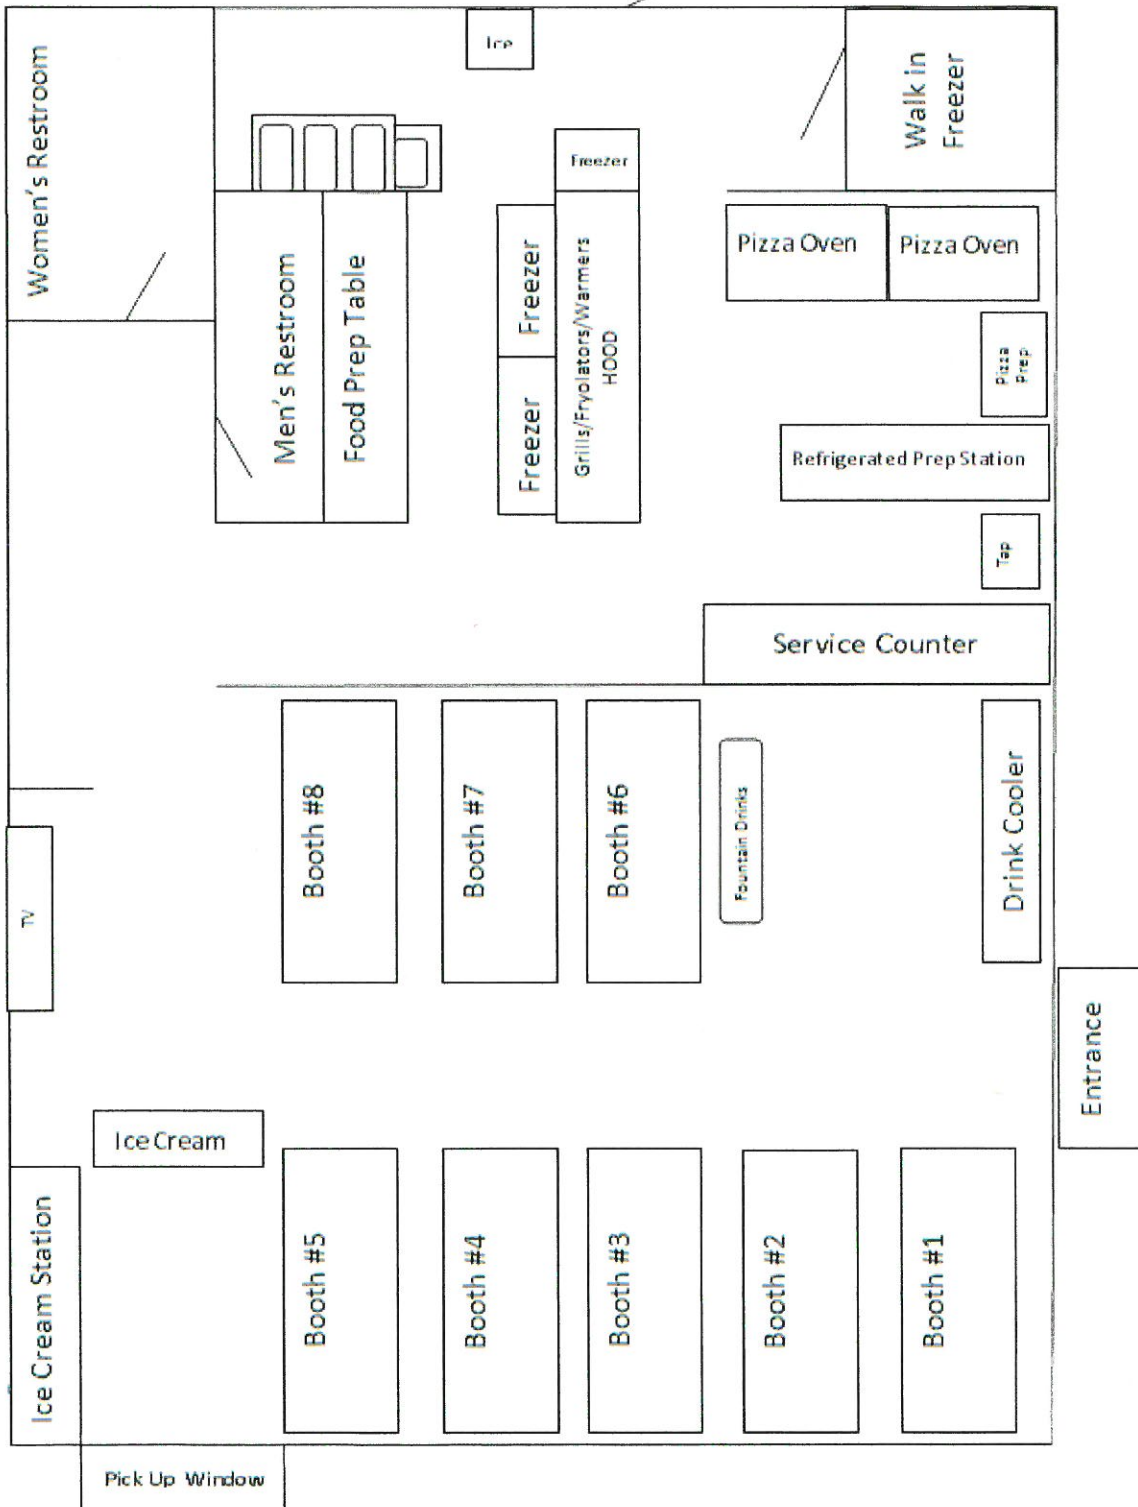 Women's Restroom
Ice
Walk in
Freezer
Freezer
Men's Restroom
Food Prep Table
Freezer
Freezer
Grills/Fryolators/Warmers
HOOD
Pizza Oven
Pizza Oven
Pizza
Prep
Refrigerated Prep Station
Tap
Service Counter
Booth #8
Booth #7
Booth #6
Fountain Drinks
Drink Cooler
TV
Entrance
Ice Cream
Ice Cream Station
Booth #5
Booth #4
Booth #3
Booth #2
Booth #1
Pick Up Window